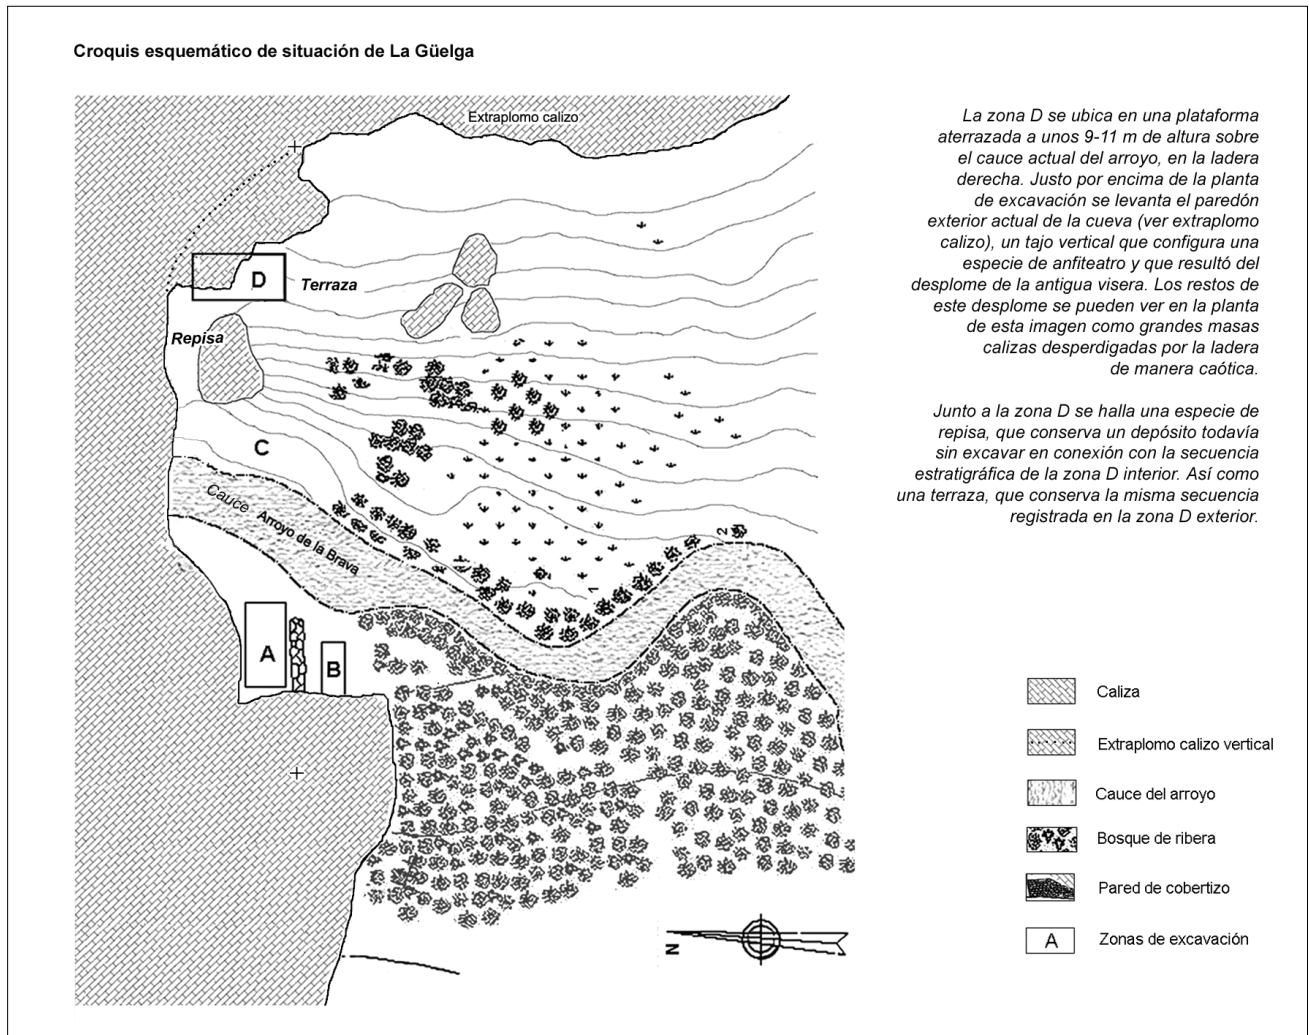 Croquis esquemático de situación de La Güelga
Extraplomo calizo
La zona D se ubica en una plataforma
aterrazada a unos 9-11 m de altura sobre
el cauce actual del arroyo, en la ladera
derecha. Justo por encima de la planta
de excavación se levanta el paredón
exterior actual de la cueva (ver extraplomo
calizo), un tajo vertical que configura una
especie de anfiteatro y que resultó del
desplome de la antigua visera. Los restos de
este desplome se pueden ver en la planta
de esta imagen como grandes masas
calizas desperdigadas por la ladera
de manera caótica.
Junto a la zona D se halla una especie de
repisa, que conserva un depósito todavía
sin excavar en conexión con la secuencia
estratigráfica de la zona D interior. Así como
una terraza, que conserva la misma secuencia
registrada en la zona D exterior.
D
Terraza
Repisa
C
Cauce Arroyo de la Brava
2
1
A
B
N
Caliza
Extraplomo calizo vertical
Cauce del arroyo
Bosque de ribera
Pared de cobertizo
A
Zonas de excavación